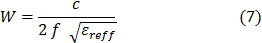 W = c / (2 f √ε_reff) (7)